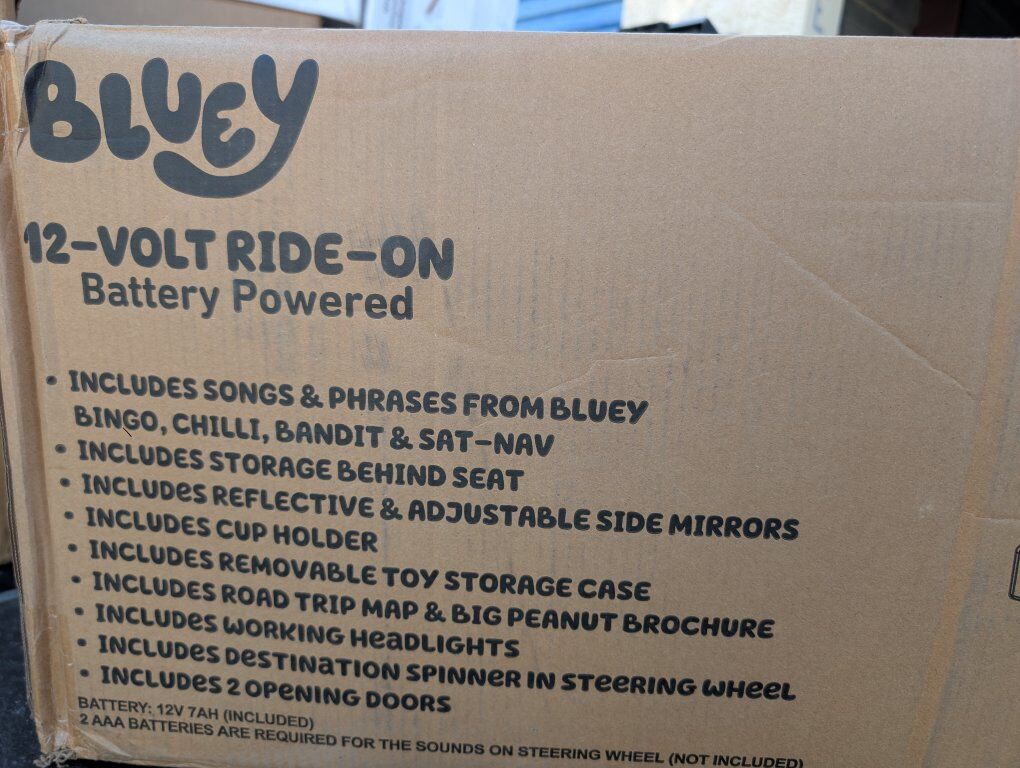 BLUEY
12-VOLT RIDE-ON
Battery Powered
• INCLUDES SONGS & PHRASES FROM BLUEY
BINGO, CHILLI, BANDIT & SAT-NAV
• INCLUDES STORAGE BEHIND SEAT
• INCLUDES REFLECTIVE & ADJUSTABLE SIDE MIRRORS
• INCLUDES CUP HOLDER
• INCLUDES REMOVABLE TOY STORAGE CASE
• INCLUDES ROAD TRIP MAP & BIG PEANUT BROCHURE
• INCLUDES WORKING HEADLIGHTS
• INCLUDES DESTINATION SPINNER IN STEERING WHEEL
• INCLUDES 2 OPENING DOORS
BATTERY: 12V 7AH (INCLUDED)
2 AAA BATTERIES ARE REQUIRED FOR THE SOUNDS ON STEERING WHEEL (NOT INCLUDED)